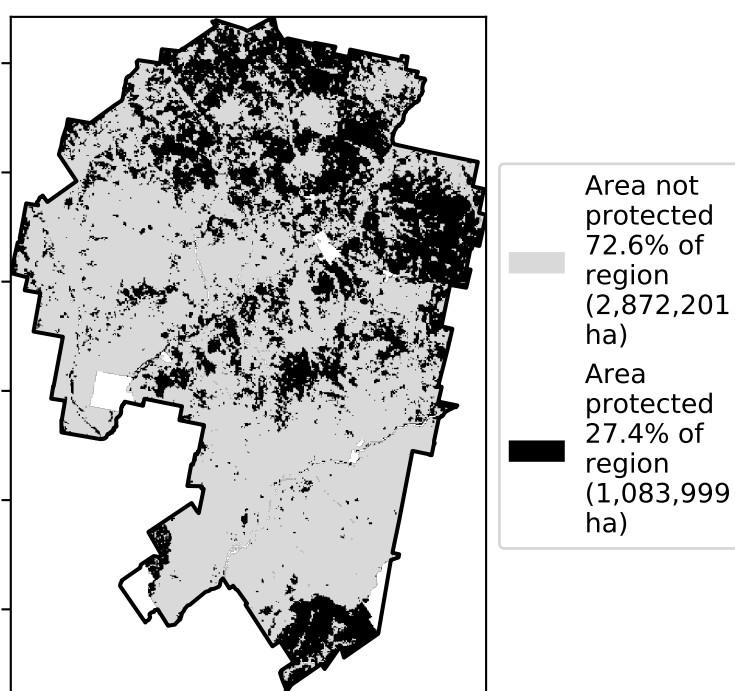 Area not
protected
72.6% of
region
(2,872,201
ha)
Area
protected
27.4% of
region
(1,083,999
ha)